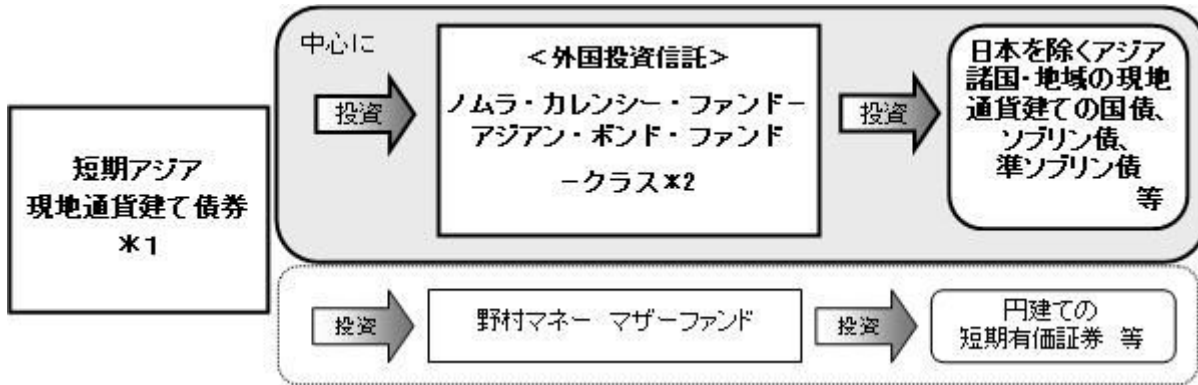 短期アジア
現地通貨建て債券
*1
中心に
投資
＜外国投資信託＞
ノムラ・カレンシー・ファンドー
アジアン・ボンド・ファンド
ークラス*2
投資
日本を除くアジア
諸国・地域の現地
通貨建ての国債、
ソブリン債、
準ソブリン債
等
投資
野村マネー マザーファンド
投資
円建ての
短期有価証券 等